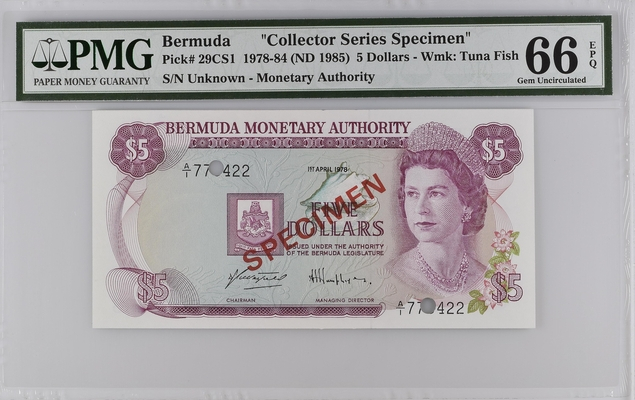 PMG
PAPER MONEY GUARANTY
Bermuda "Collector Series Specimen"
Pick# 29CS1 1978-84 (ND 1985) 5 Dollars - Wmk: Tuna Fish
S/N Unknown - Monetary Authority
66 EPQ
Gem Uncirculated
BERMUDA MONETARY AUTHORITY
$5
$5
A/1 77 422
1ST APRIL 1978
SPECIMEN
FIVE
DOLLARS
ISSUED UNDER THE AUTHORITY
OF THE BERMUDA LEGISLATURE
CHAIRMAN
MANAGING DIRECTOR
$5
A/1 77 422
$5